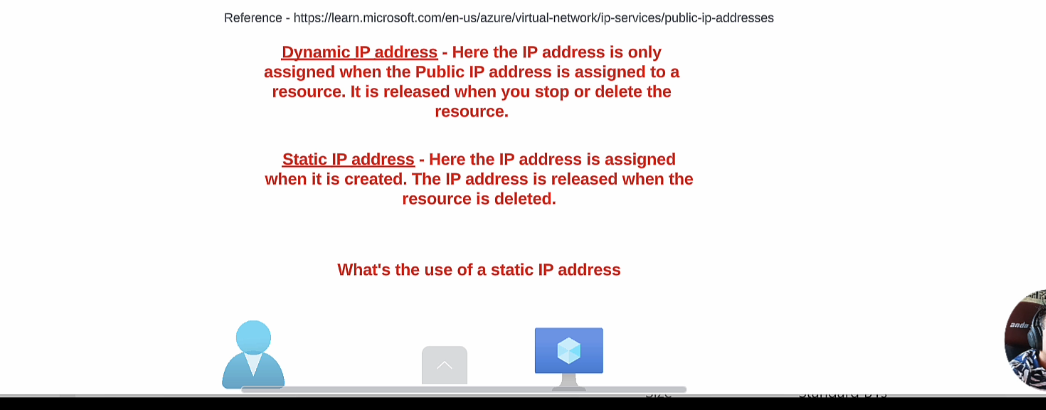 Reference - https://learn.microsoft.com/en-us/azure/virtual-network/ip-services/public-ip-addresses
Dynamic IP address - Here the IP address is only
assigned when the Public IP address is assigned to a
resource. It is released when you stop or delete the
resource.
Static IP address - Here the IP address is assigned
when it is created. The IP address is released when the
resource is deleted.
What's the use of a static IP address